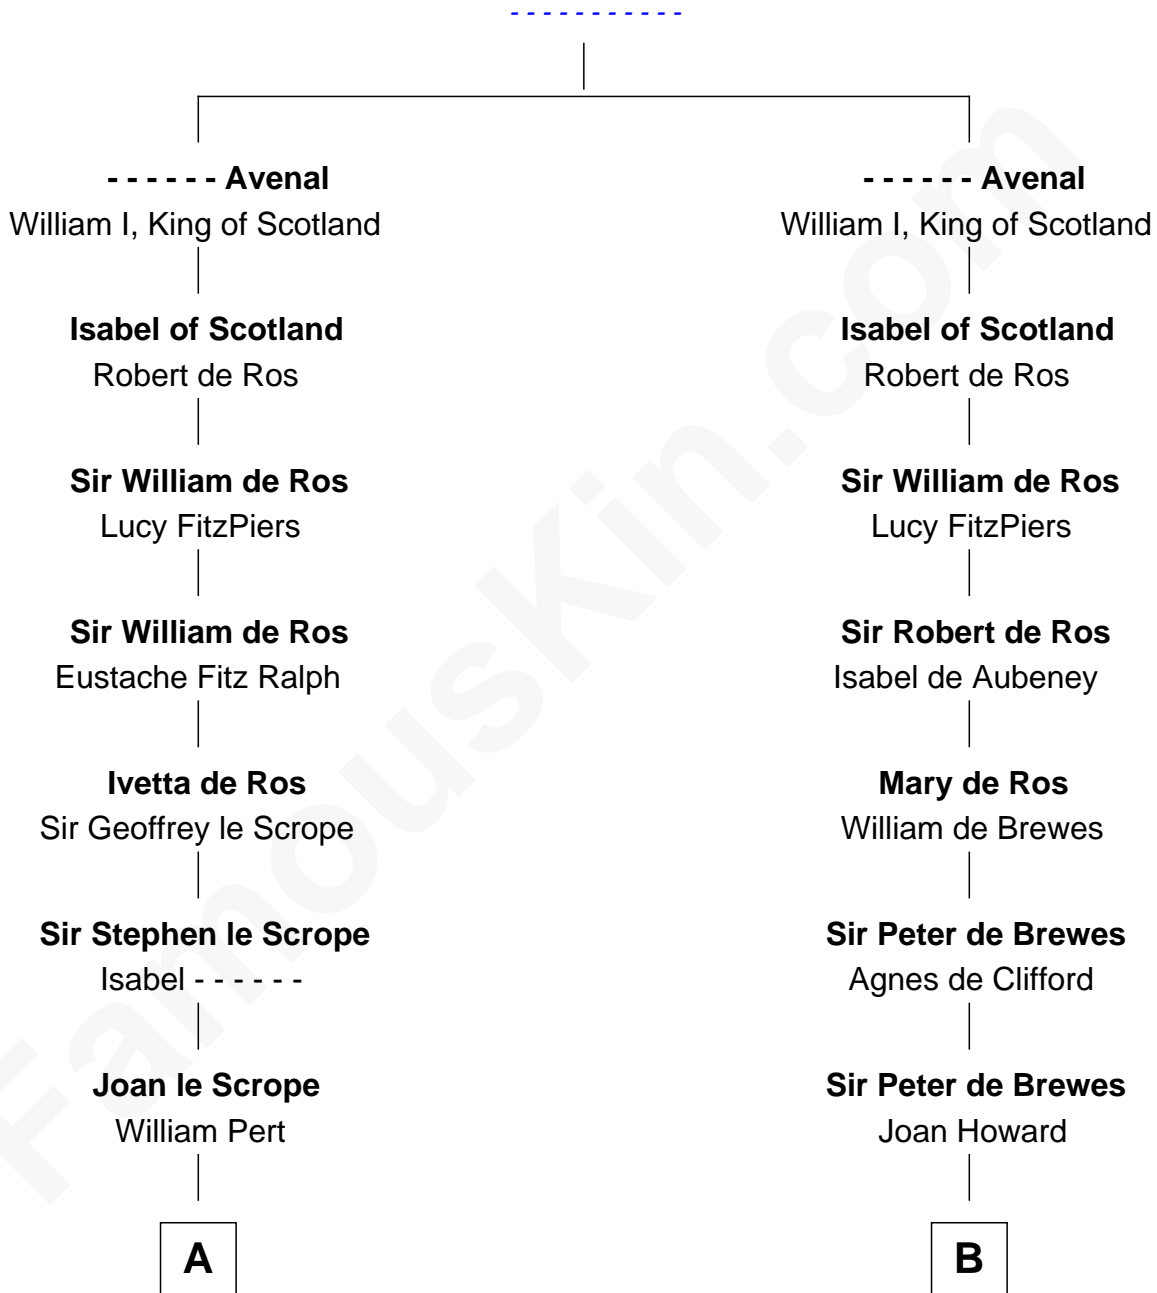 - - - - - - - - - - -
- - - - - - Avenal
William I, King of Scotland
Isabel of Scotland
Robert de Ros
Sir William de Ros
Lucy FitzPiers
Sir William de Ros
Eustache Fitz Ralph
Ivetta de Ros
Sir Geoffrey le Scrope
Sir Stephen le Scrope
Isabel - - - - - -
Joan le Scrope
William Pert
A
- - - - - - Avenal
William I, King of Scotland
Isabel of Scotland
Robert de Ros
Sir William de Ros
Lucy FitzPiers
Sir Robert de Ros
Isabel de Aubeney
Mary de Ros
William de Brewes
Sir Peter de Brewes
Agnes de Clifford
Sir Peter de Brewes
Joan Howard
B
FamousKin.com